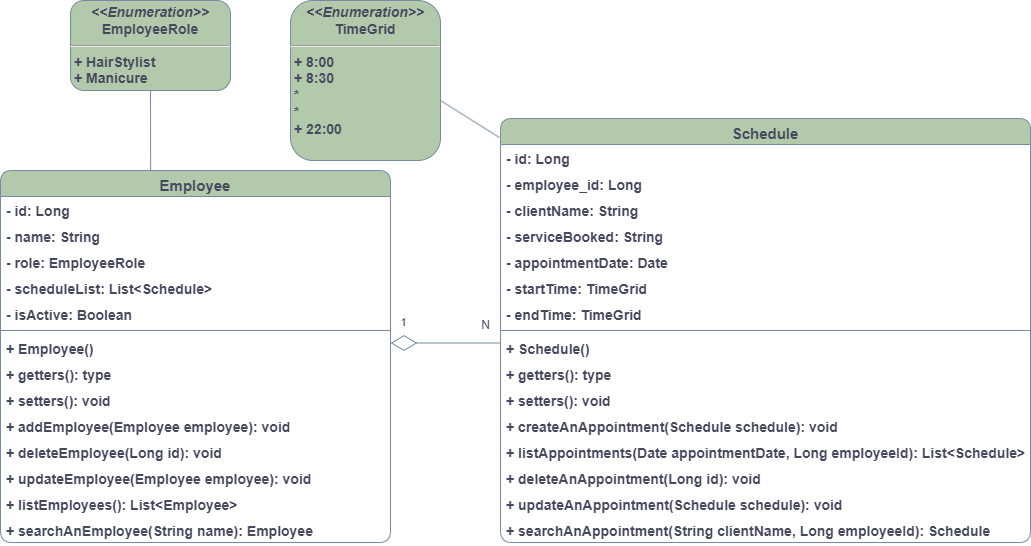 <<Enumeration>>
EmployeeRole
+ HairStylist
+ Manicure
<<Enumeration>>
TimeGrid
+ 8:00
+ 8:30
*
*
+ 22:00
Employee
- id: Long
- name: String
- role: EmployeeRole
- scheduleList: List<Schedule>
- isActive: Boolean
+ Employee()
+ getters(): type
+ setters(): void
+ addEmployee(Employee employee): void
+ deleteEmployee(Long id): void
+ updateEmployee(Employee employee): void
+ listEmployees(): List<Employee>
+ searchAnEmployee(String name): Employee
1
N
Schedule
- id: Long
- employee_id: Long
- clientName: String
- serviceBooked: String
- appointmentDate: Date
- startTime: TimeGrid
- endTime: TimeGrid
+ Schedule()
+ getters(): type
+ setters(): void
+ createAnAppointment(Schedule schedule): void
+ listAppointments(Date appointmentDate, Long employeeId): List<Schedule>
+ deleteAnAppointment(Long id): void
+ updateAnAppointment(Schedule schedule): void
+ searchAnAppointment(String clientName, Long employeeId): Schedule